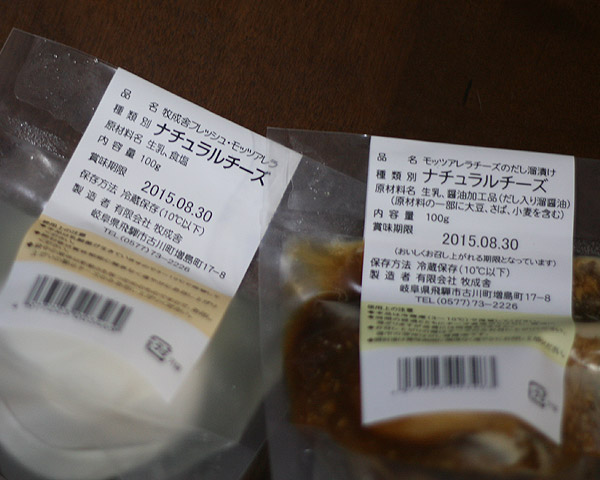 品 名 牧成舎フレッシュ・モッツアレラ
種 類 別 ナチュラルチーズ
原材料名 生乳、食塩
内 容 量 100g
賞味期限
2015.08.30
保存方法 冷蔵保存(10℃以下)
製 造 者 有限会社 牧成舎
岐阜県飛騨市古川町増島町17-8
TEL(0577)73-2226
品 名 モッツアレラチーズのだし溜漬け
種 類 別 ナチュラルチーズ
原材料名 生乳、醤油加工品(だし入り溜醤油)
(原材料の一部に大豆、さば、小麦を含む)
内 容 量 100g
賞味期限
2015.08.30
(おいしくお召し上がれる期限となっています)
保存方法 冷蔵保存(10℃以下)
製 造 者 有限会社 牧成舎
岐阜県飛騨市古川町増島町17-8
TEL(0577)73-2226